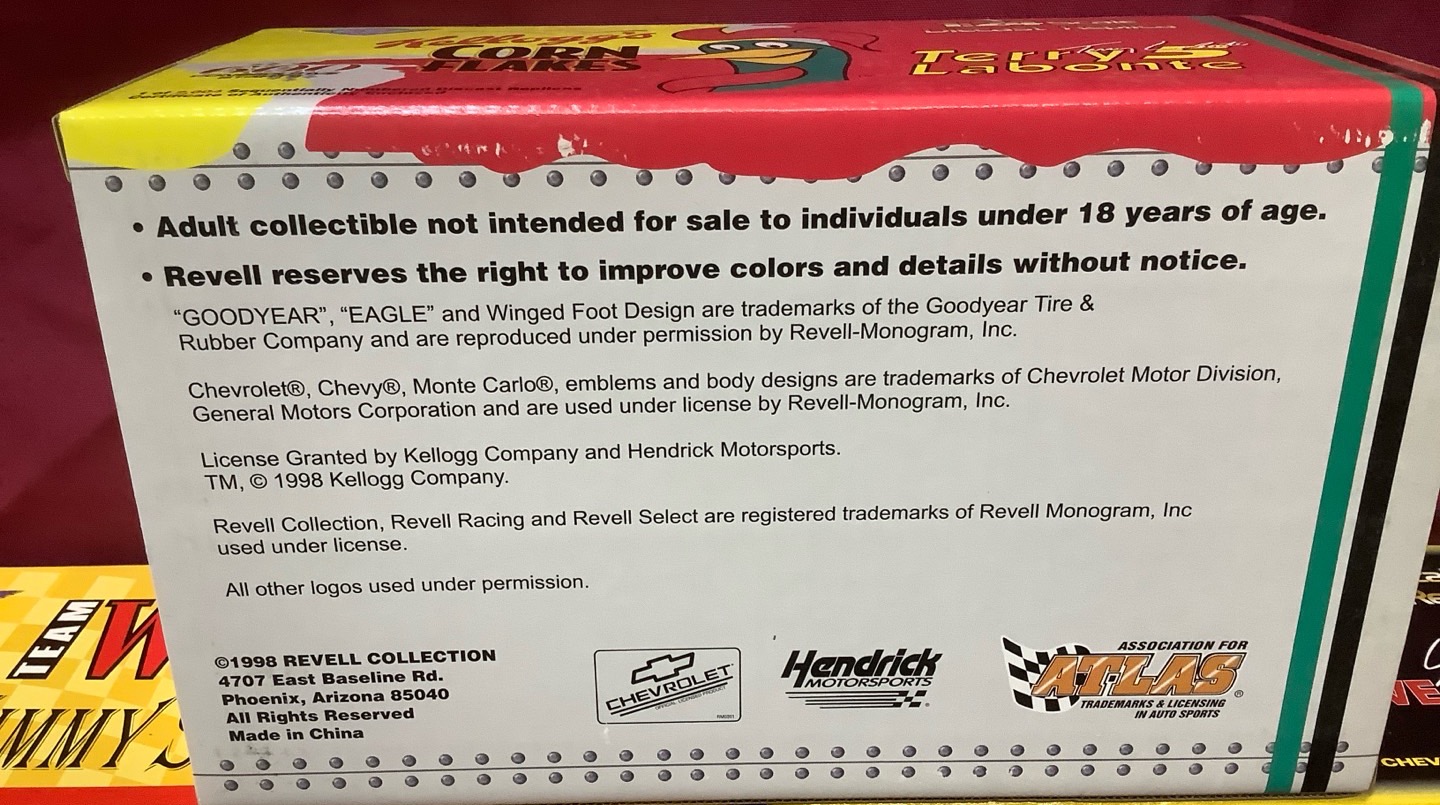 Kellogg's
CORN
FLAKES
Terry
Labonte
• Adult collectible not intended for sale to individuals under 18 years of age.
• Revell reserves the right to improve colors and details without notice.
“GOODYEAR”, “EAGLE” and Winged Foot Design are trademarks of the Goodyear Tire &
Rubber Company and are reproduced under permission by Revell-Monogram, Inc.
Chevrolet®, Chevy®, Monte Carlo®, emblems and body designs are trademarks of Chevrolet Motor Division,
General Motors Corporation and are used under license by Revell-Monogram, Inc.
License Granted by Kellogg Company and Hendrick Motorsports.
TM, © 1998 Kellogg Company.
Revell Collection, Revell Racing and Revell Select are registered trademarks of Revell Monogram, Inc
used under license.
All other logos used under permission.
©1998 REVELL COLLECTION
4707 East Baseline Rd.
Phoenix, Arizona 85040
All Rights Reserved
Made in China
CHEVROLET
OFFICIAL LICENSED PRODUCT
Hendrick
MOTORSPORTS
ASSOCIATION FOR
ATLAS®
TRADEMARKS & LICENSING
IN AUTO SPORTS
TEAM
CHEV